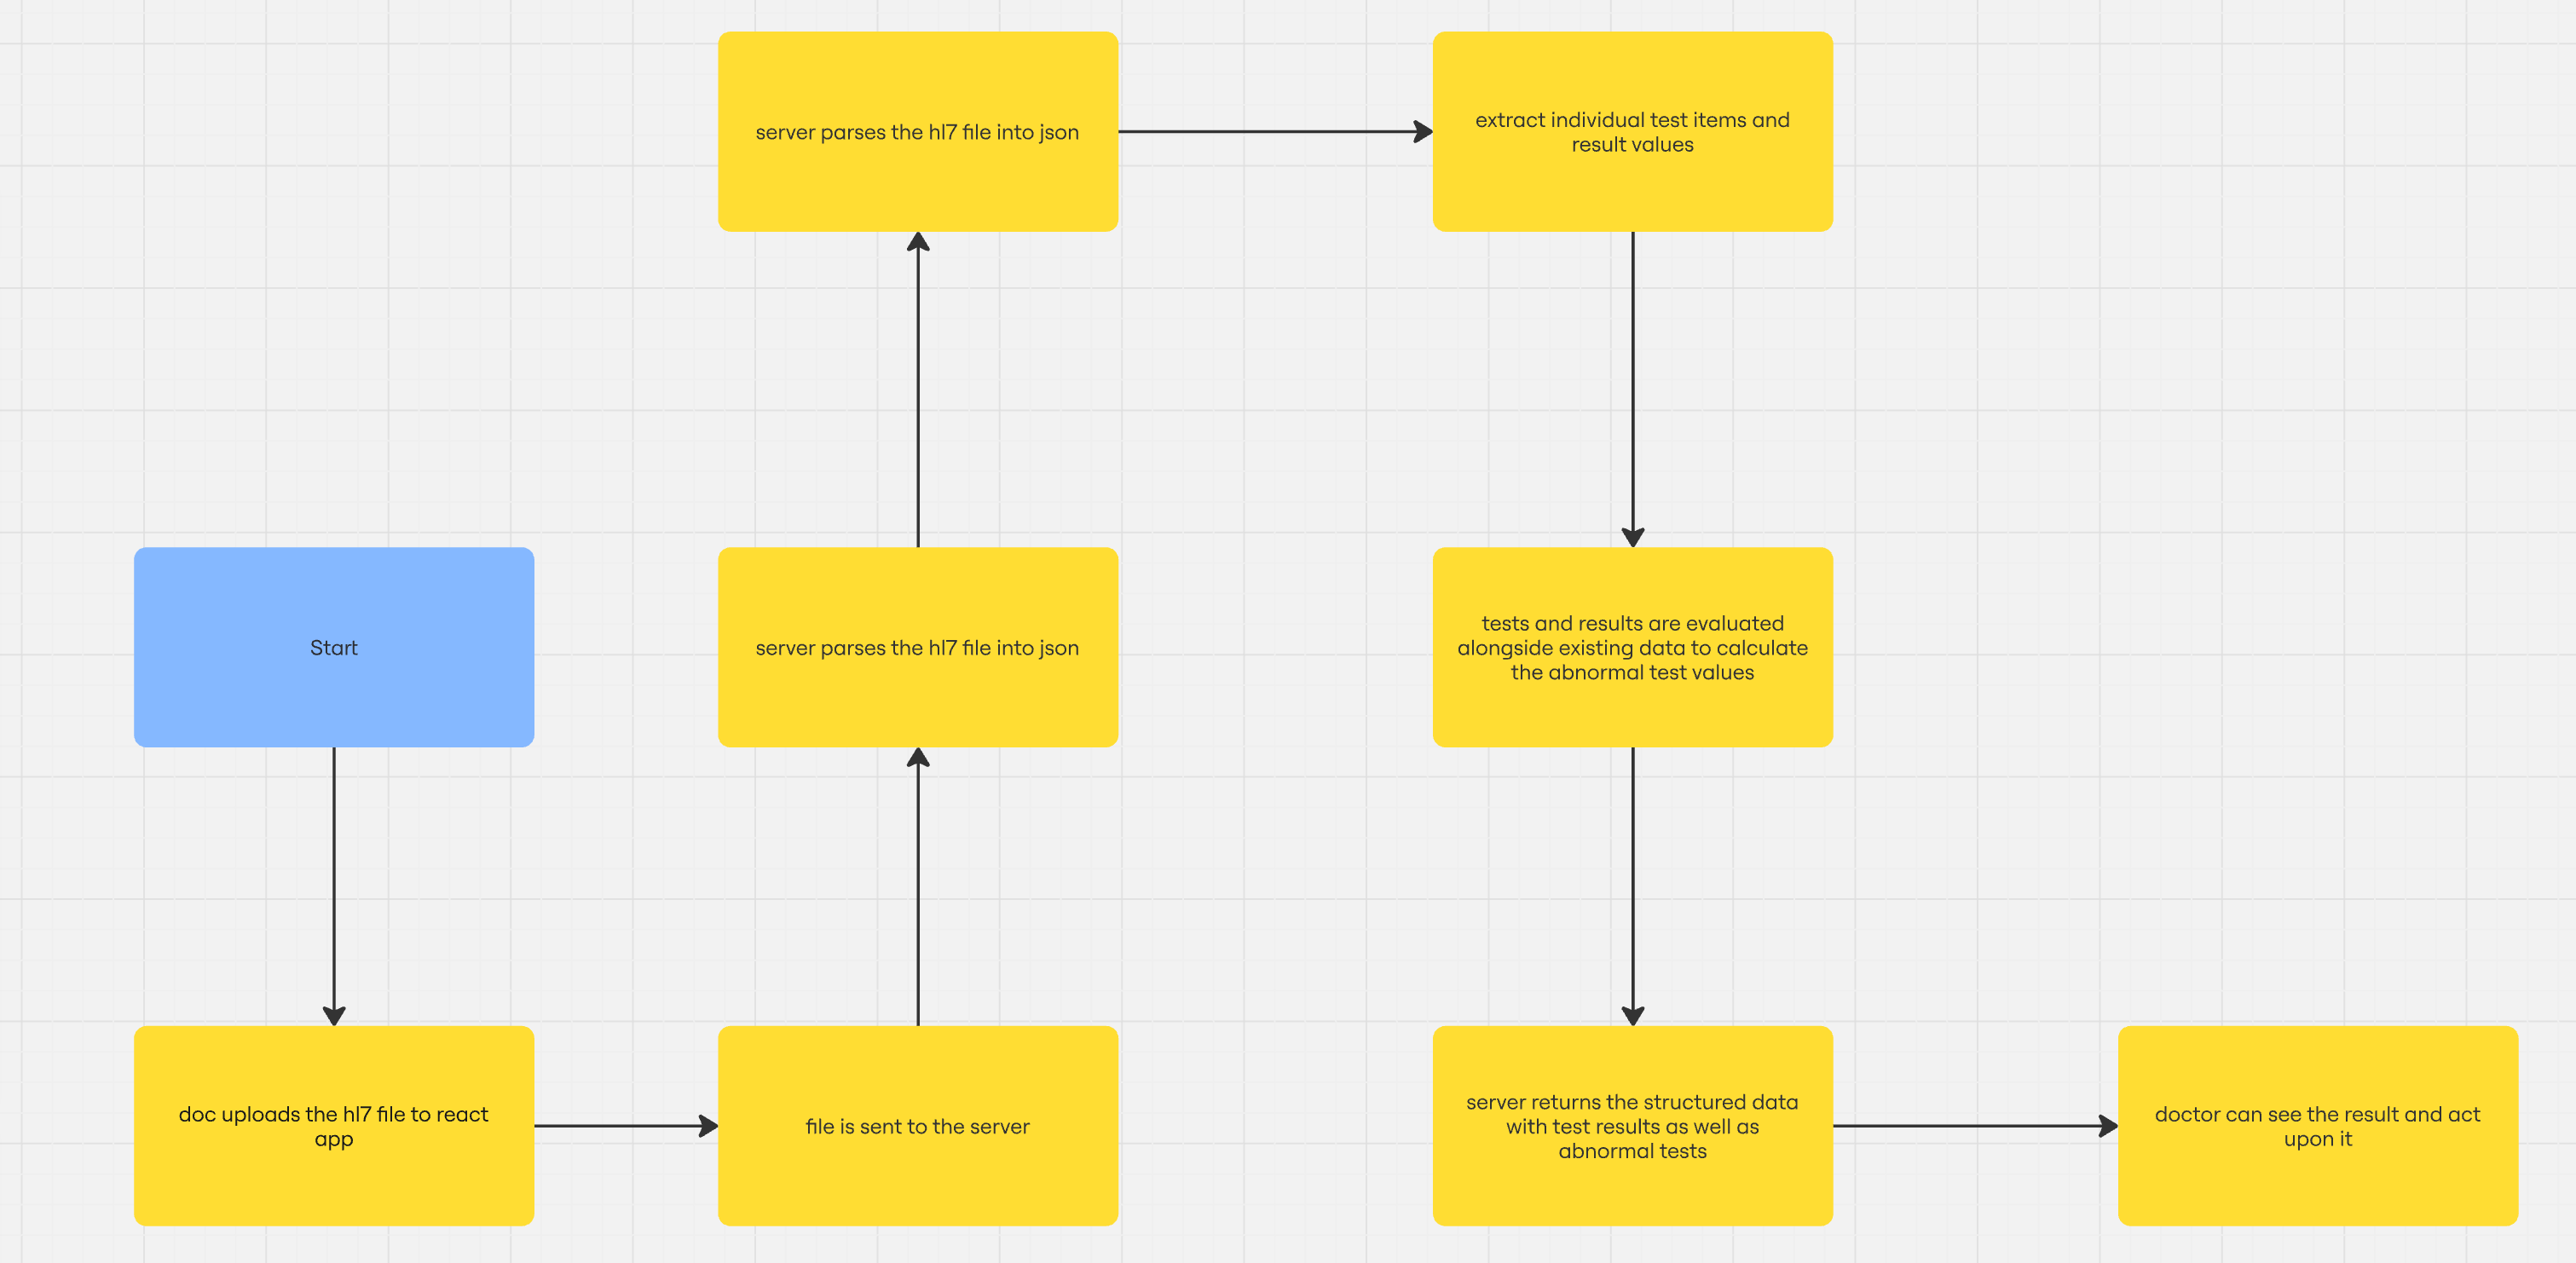 Start
doc uploads the hl7 file to react
app
file is sent to the server
server parses the hl7 file into json
server parses the hl7 file into json
extract individual test items and
result values
tests and results are evaluated
alongside existing data to calculate
the abnormal test values
server returns the structured data
with test results as well as
abnormal tests
doctor can see the result and act
upon it